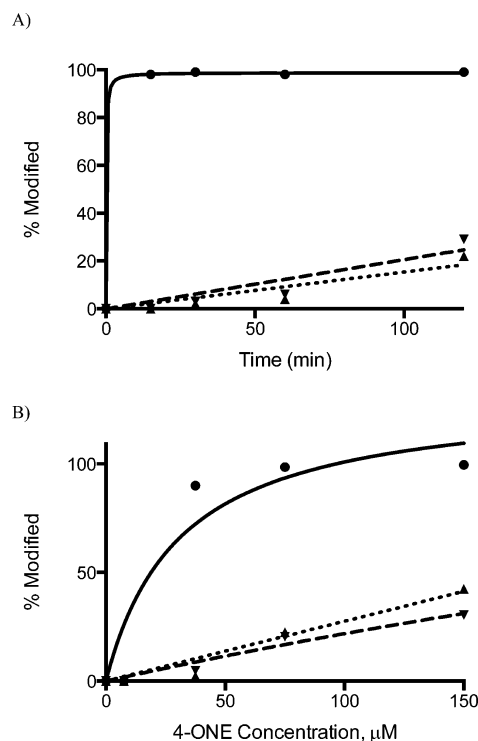 A)
% Modified
100
80
60
40
20
0
0 50 100
Time (min)
B)
% Modified
100
50
0
0 50 100 150
4-ONE Concentration, μM